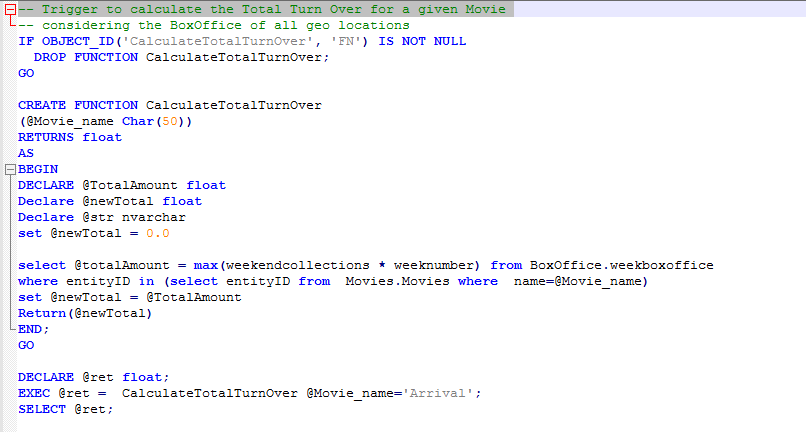 -- Trigger to calculate the Total Turn Over for a given Movie
-- considering the BoxOffice of all geo locations
IF OBJECT_ID('CalculateTotalTurnOver', 'FN') IS NOT NULL
  DROP FUNCTION CalculateTotalTurnOver;
GO

CREATE FUNCTION CalculateTotalTurnOver
(@Movie_name Char(50))
RETURNS float
AS
BEGIN
DECLARE @TotalAmount float
Declare @newTotal float
Declare @str nvarchar
set @newTotal = 0.0

select @totalAmount = max(weekendcollections * weeknumber) from BoxOffice.weekboxoffice
where entityID in (select entityID from  Movies.Movies where  name=@Movie_name)
set @newTotal = @TotalAmount
Return(@newTotal)
END;
GO

DECLARE @ret float;
EXEC @ret =  CalculateTotalTurnOver @Movie_name='Arrival';
SELECT @ret;